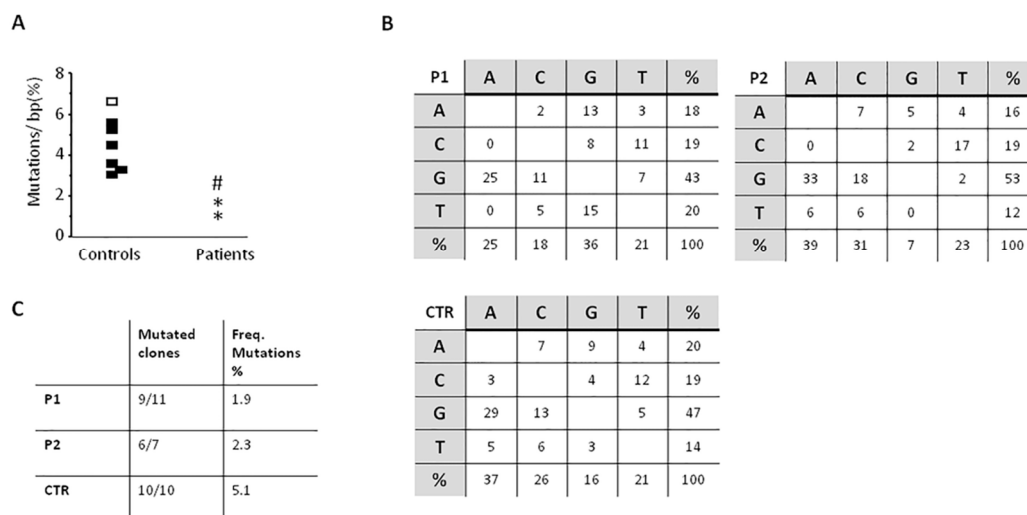 A
Mutations/ bp(%)
8
6
4
2
0
#
*
*
Controls Patients
B
P1 A C G T %
A 2 13 3 18
C 0 8 11 19
G 25 11 7 43
T 0 5 15 20
% 25 18 36 21 100
P2 A C G T %
A 7 5 4 16
C 0 2 17 19
G 33 18 2 53
T 6 6 0 12
% 39 31 7 23 100
CTR A C G T %
A 7 9 4 20
C 3 4 12 19
G 29 13 5 47
T 5 6 3 14
% 37 26 16 21 100
C
Mutated clones Freq. Mutations %
P1 9/11 1.9
P2 6/7 2.3
CTR 10/10 5.1